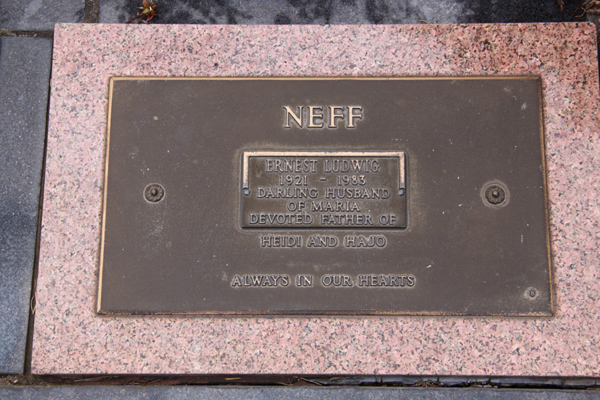 NEFF
ERNEST LUDWIG
1921 - 1983
DARLING HUSBAND
OF MARIA
DEVOTED FATHER OF
HEIDI AND HAJO
ALWAYS IN OUR HEARTS